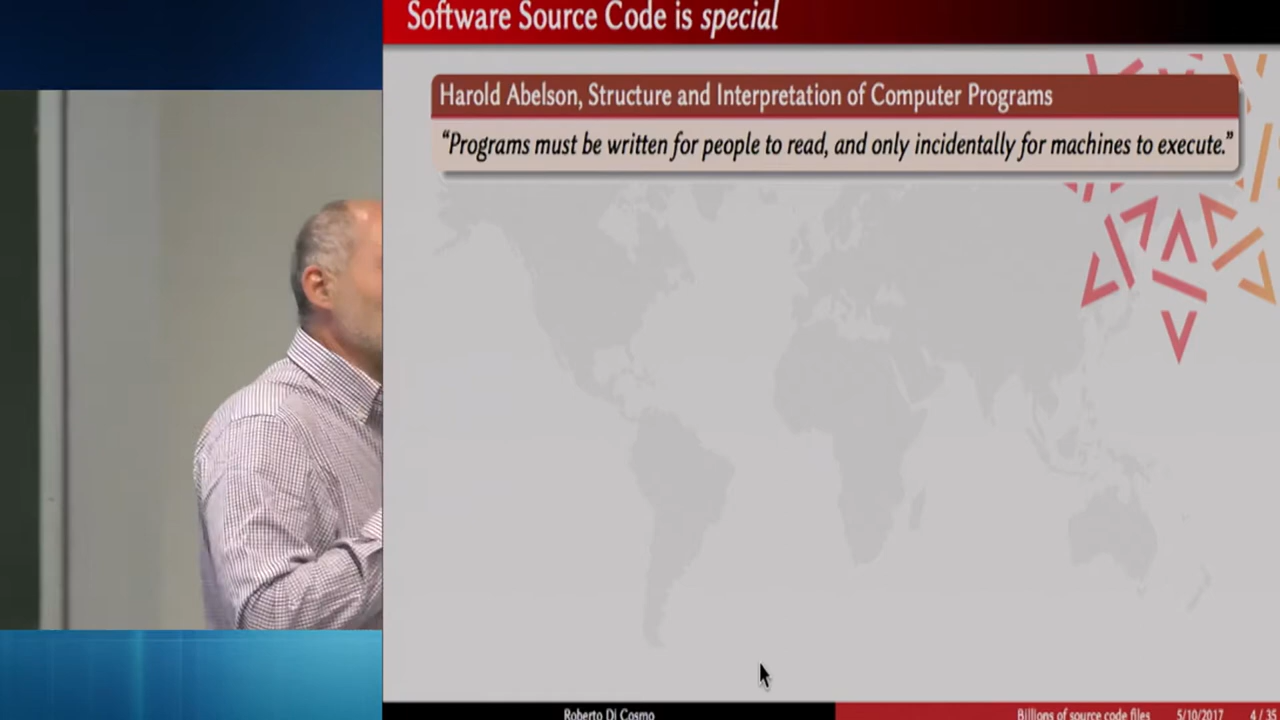 Software Source Code is special
Harold Abelson, Structure and Interpretation of Computer Programs
“Programs must be written for people to read, and only incidentally for machines to execute.”
Roberto Di Cosmo Billions of source code files 5/10/2017 4 / 35